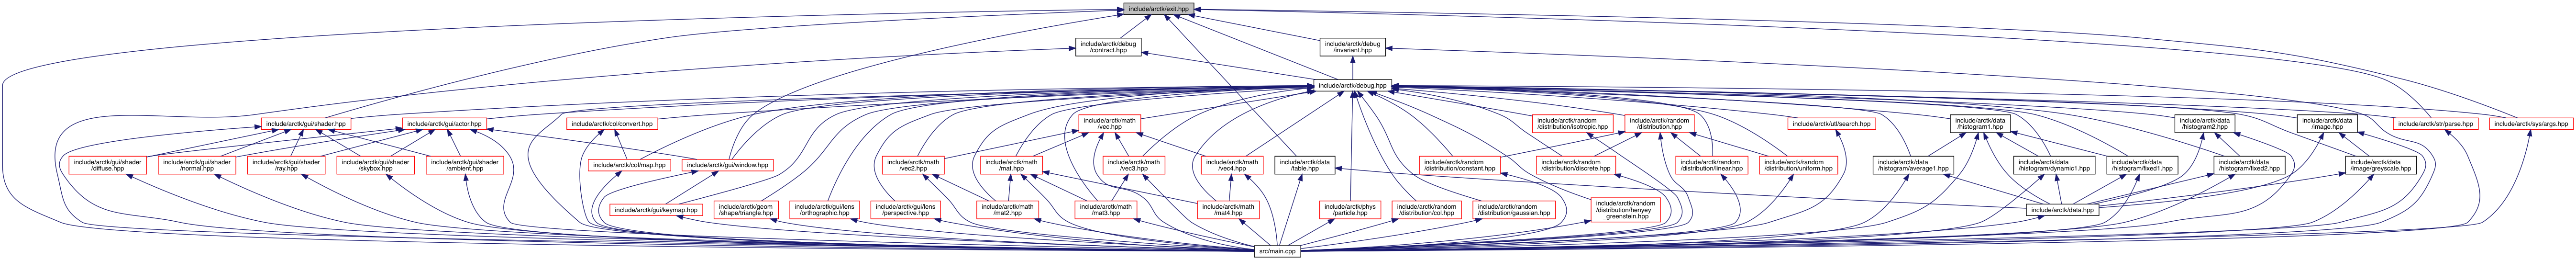 include/arctk/exit.hpp
include/arctk/debug
/contract.hpp
include/arctk/debug
/invariant.hpp
include/arctk/debug.hpp
include/arctk/gui/shader.hpp
include/arctk/gui/actor.hpp
include/arctk/col/convert.hpp
include/arctk/math
/vec.hpp
include/arctk/random
/distribution/isotropic.hpp
include/arctk/random
/distribution.hpp
include/arctk/utl/search.hpp
include/arctk/data
/histogram1.hpp
include/arctk/data
/histogram2.hpp
include/arctk/data
/image.hpp
include/arctk/str/parse.hpp
include/arctk/sys/args.hpp
include/arctk/gui/shader
/diffuse.hpp
include/arctk/gui/shader
/normal.hpp
include/arctk/gui/shader
/ray.hpp
include/arctk/gui/shader
/skybox.hpp
include/arctk/gui/shader
/ambient.hpp
include/arctk/col/map.hpp
include/arctk/gui/window.hpp
include/arctk/math
/vec2.hpp
include/arctk/math
/mat.hpp
include/arctk/math
/vec3.hpp
include/arctk/math
/vec4.hpp
include/arctk/data
/table.hpp
include/arctk/random
/distribution/constant.hpp
include/arctk/random
/distribution/discrete.hpp
include/arctk/random
/distribution/linear.hpp
include/arctk/random
/distribution/uniform.hpp
include/arctk/data
/histogram/average1.hpp
include/arctk/data
/histogram/dynamic1.hpp
include/arctk/data
/histogram/fixed1.hpp
include/arctk/data
/histogram/fixed2.hpp
include/arctk/data
/image/greyscale.hpp
include/arctk/gui/keymap.hpp
include/arctk/geom
/shape/triangle.hpp
include/arctk/gui/lens
/orthographic.hpp
include/arctk/gui/lens
/perspective.hpp
include/arctk/math
/mat2.hpp
include/arctk/math
/mat3.hpp
include/arctk/math
/mat4.hpp
include/arctk/phys
/particle.hpp
include/arctk/random
/distribution/col.hpp
include/arctk/random
/distribution/gaussian.hpp
include/arctk/random
/distribution/henyey
_greenstein.hpp
include/arctk/data.hpp
src/main.cpp